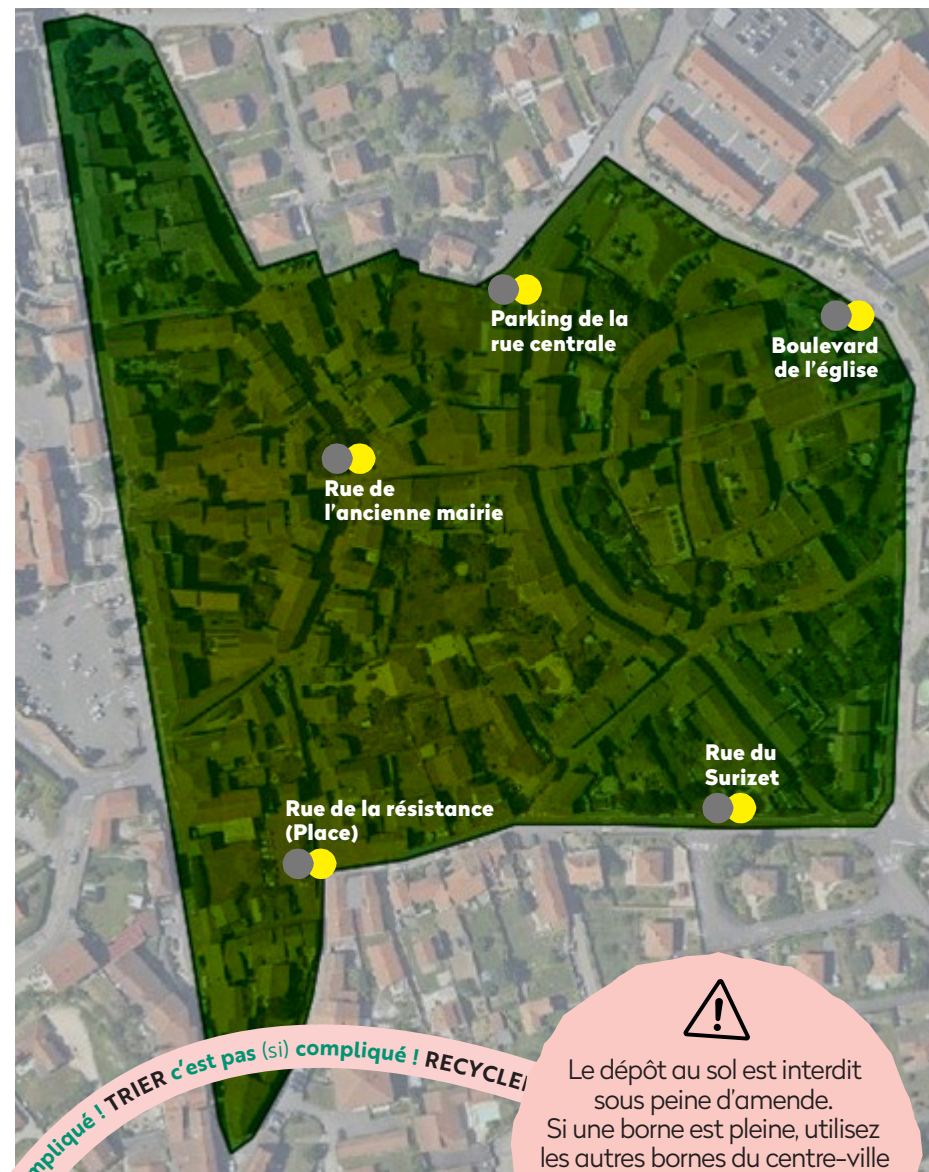 Parking de la
rue centrale
Boulevard
de l'église
Rue de
l'ancienne mairie
Rue du
Surizet
Rue de la résistance
(Place)
! TRIER c'est pas (si) compliqué !
Le dépôt au sol est interdit
sous peine d'amende.
Si une borne est pleine, utilisez
les autres bornes du centre-ville